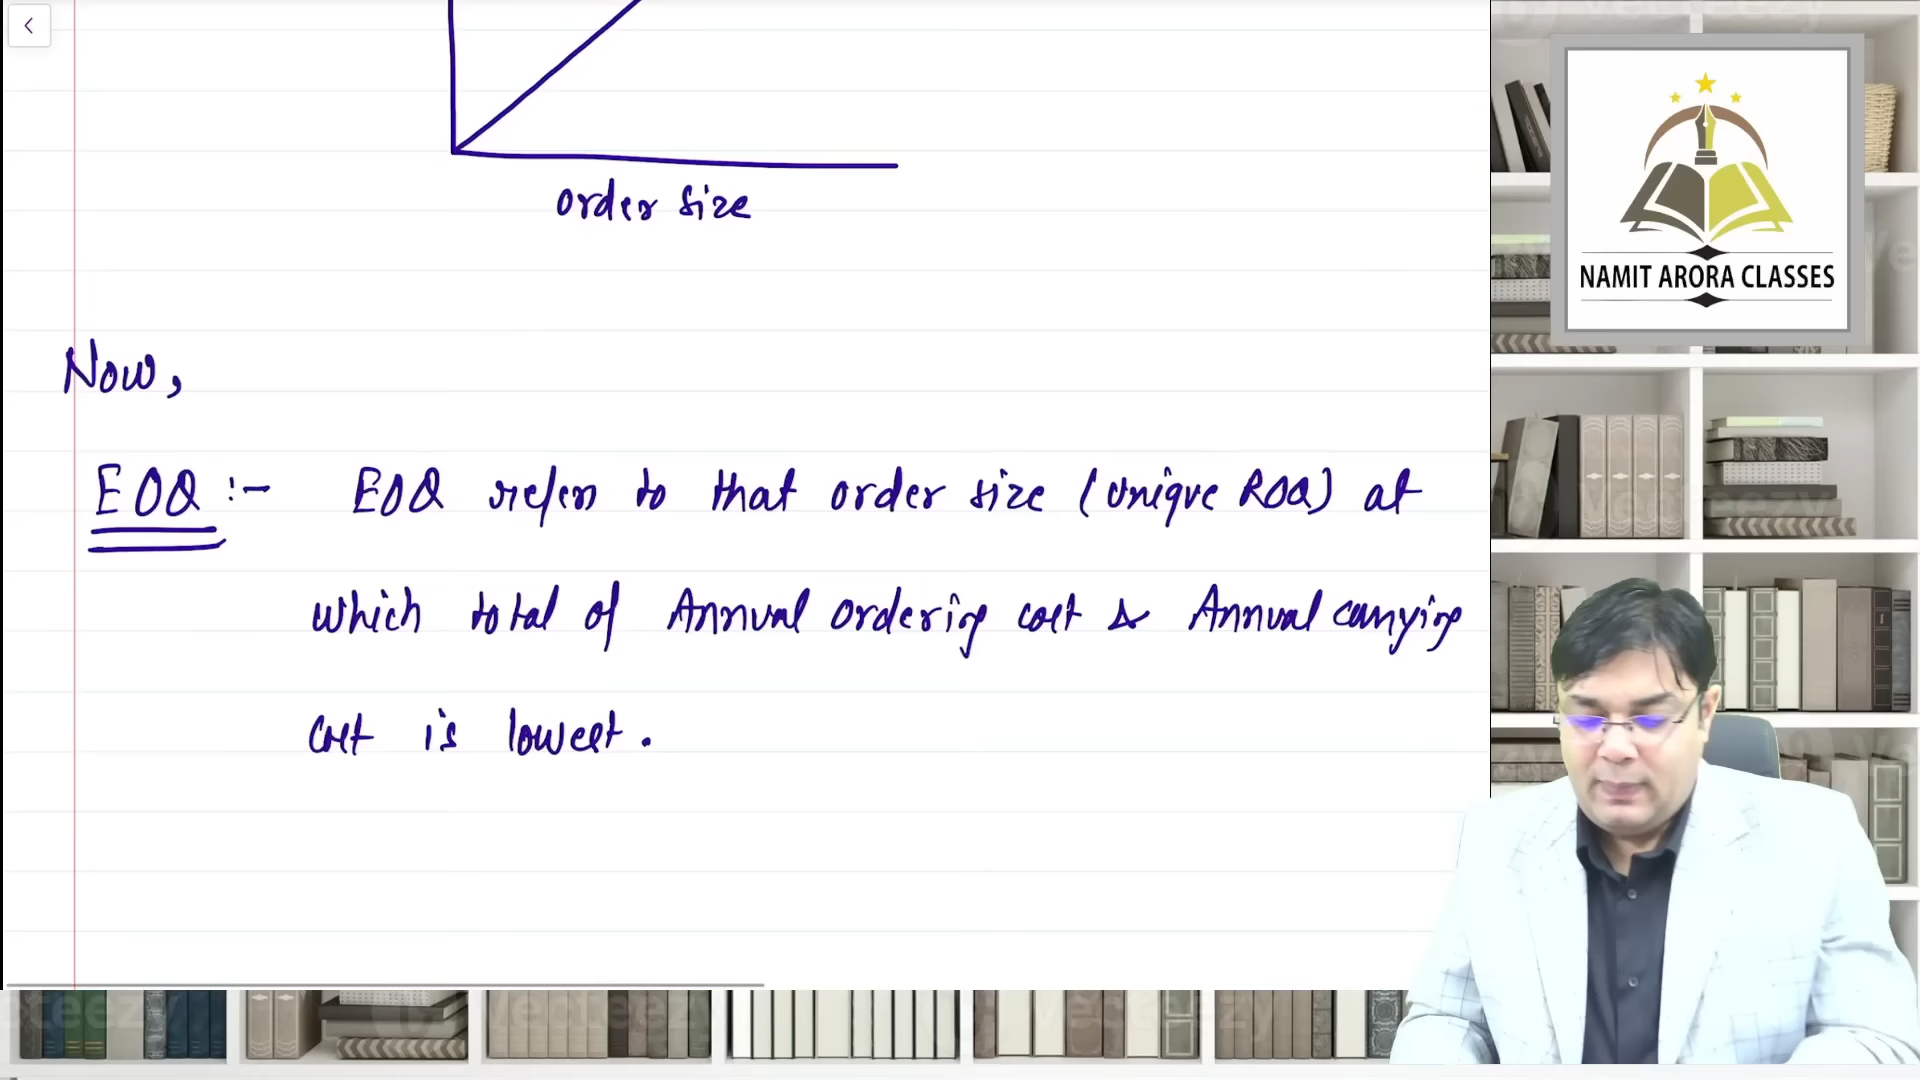 order size
NAMIT ARORA CLASSES
Now,
EOQ :- EOQ refers to that order size (Unique ROQ) at
which total of Annual ordering cost & Annual carrying
cost is lowest.